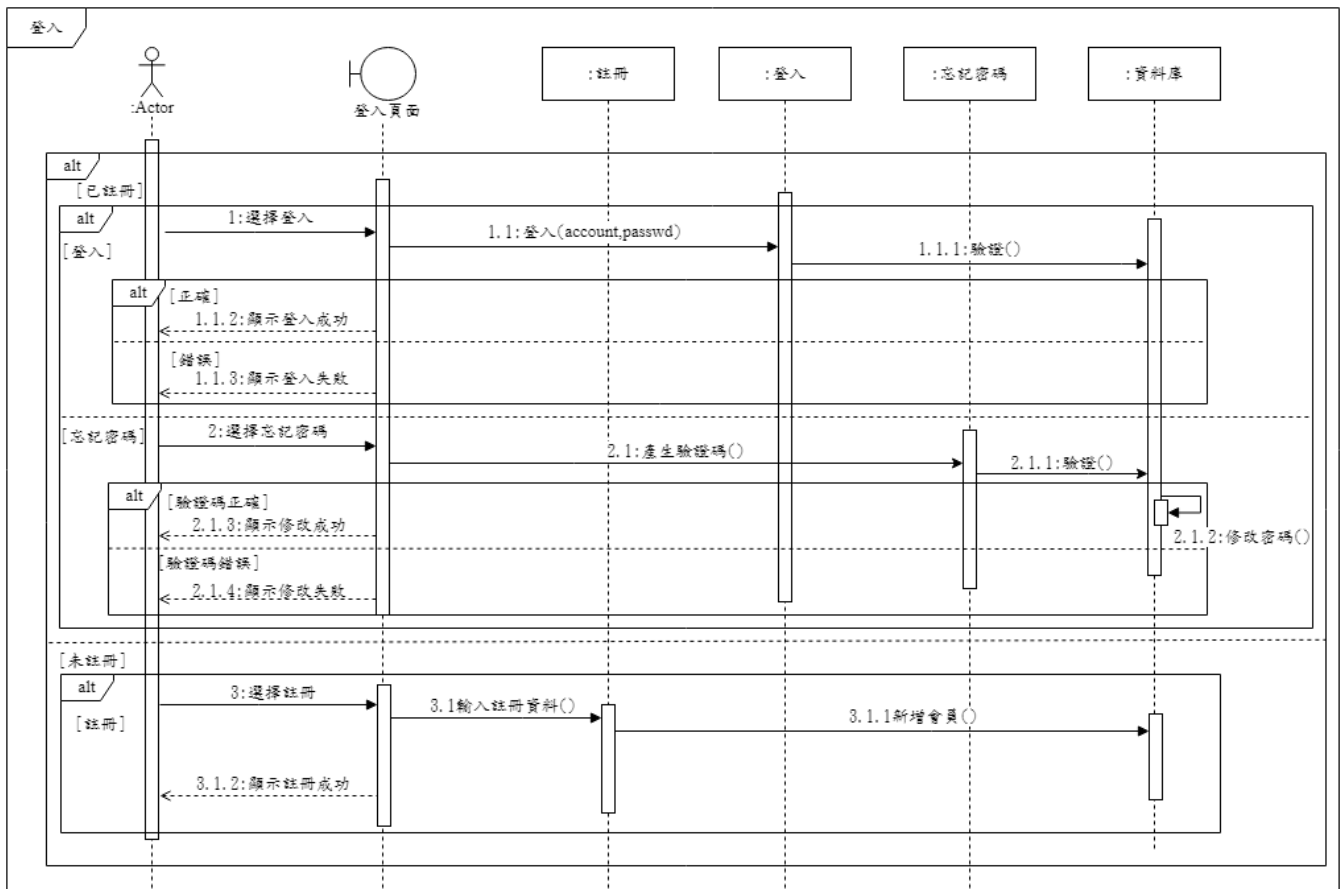 登入
:Actor
登入頁面
:註冊
:登入
:忘記密碼
:資料庫
alt
[已註冊]
alt
[登入]
1:選擇登入
1.1:登入(account,passwd)
1.1.1:驗證()
alt
[正確]
1.1.2:顯示登入成功
[錯誤]
1.1.3:顯示登入失敗
[忘記密碼]
2:選擇忘記密碼
2.1:產生驗證碼()
2.1.1:驗證()
alt
[驗證碼正確]
2.1.3:顯示修改成功
2.1.2:修改密碼()
[驗證碼錯誤]
2.1.4:顯示修改失敗
[未註冊]
alt
[註冊]
3:選擇註冊
3.1輸入註冊資料()
3.1.1新增會員()
3.1.2:顯示註冊成功